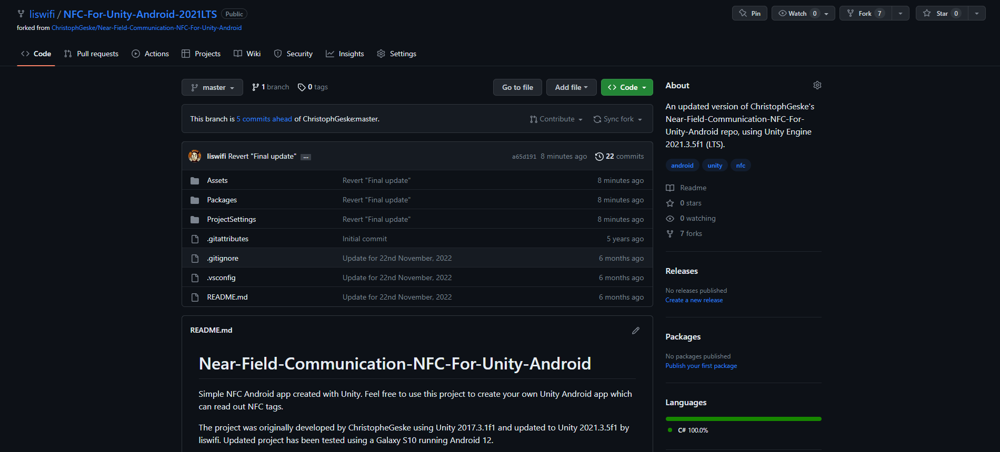 liswifi / NFC-For-Unity-Android-2021LTS Public
Pin Watch 0 Fork 7 Star 0
forked from ChristophGeske/Near-Field-Communication-NFC-For-Unity-Android
Code Pull requests Actions Projects Wiki Security Insights Settings
master 1 branch 0 tags Go to file Add file Code
This branch is 5 commits ahead of ChristophGeske:master. Contribute Sync fork
liswifi Revert "Final update" ... a65d191 8 minutes ago 22 commits
Assets Revert "Final update" 8 minutes ago
Packages Revert "Final update" 8 minutes ago
ProjectSettings Revert "Final update" 8 minutes ago
.gitattributes Initial commit 5 years ago
.gitignore Update for 22nd November, 2022 6 months ago
.vsconfig Update for 22nd November, 2022 6 months ago
README.md Update for 22nd November, 2022 6 months ago
README.md
Near-Field-Communication-NFC-For-Unity-Android
Simple NFC Android app created with Unity. Feel free to use this project to create your own Unity Android app which
can read out NFC tags.
The project was originally developed by ChristopheGeske using Unity 2017.3.1f1 and updated to Unity 2021.3.5f1 by
liswifi. Updated project has been tested using a Galaxy S10 running Android 12.
About
An updated version of ChristophGeske's
Near-Field-Communication-NFC-For-
Unity-Android repo, using Unity Engine
2021.3.5f1 (LTS).
android unity nfc
Readme
0 stars
0 watching
7 forks
Releases
No releases published
Create a new release
Packages
No packages published
Publish your first package
Languages
C# 100.0%